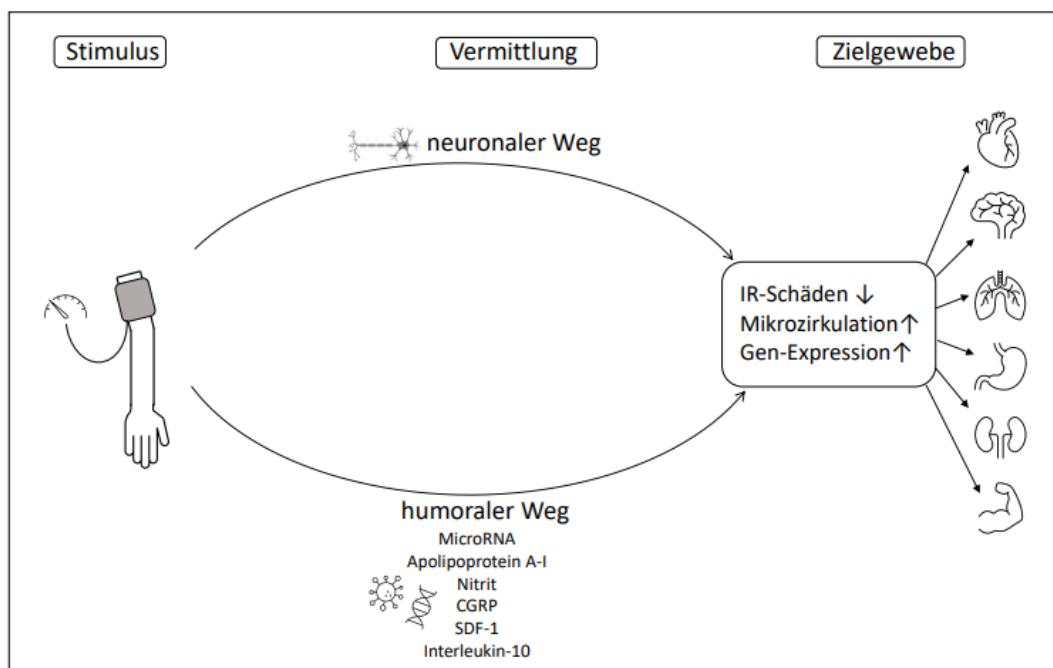 Stimulus
Vermittlung
Zielgewebe
neuronaler Weg
IR-Schäden ↓
Mikrozirkulation↑
Gen-Expression↑
humoraler Weg
MicroRNA
Apolipoprotein A-I
Nitrit
CGRP
SDF-1
Interleukin-10